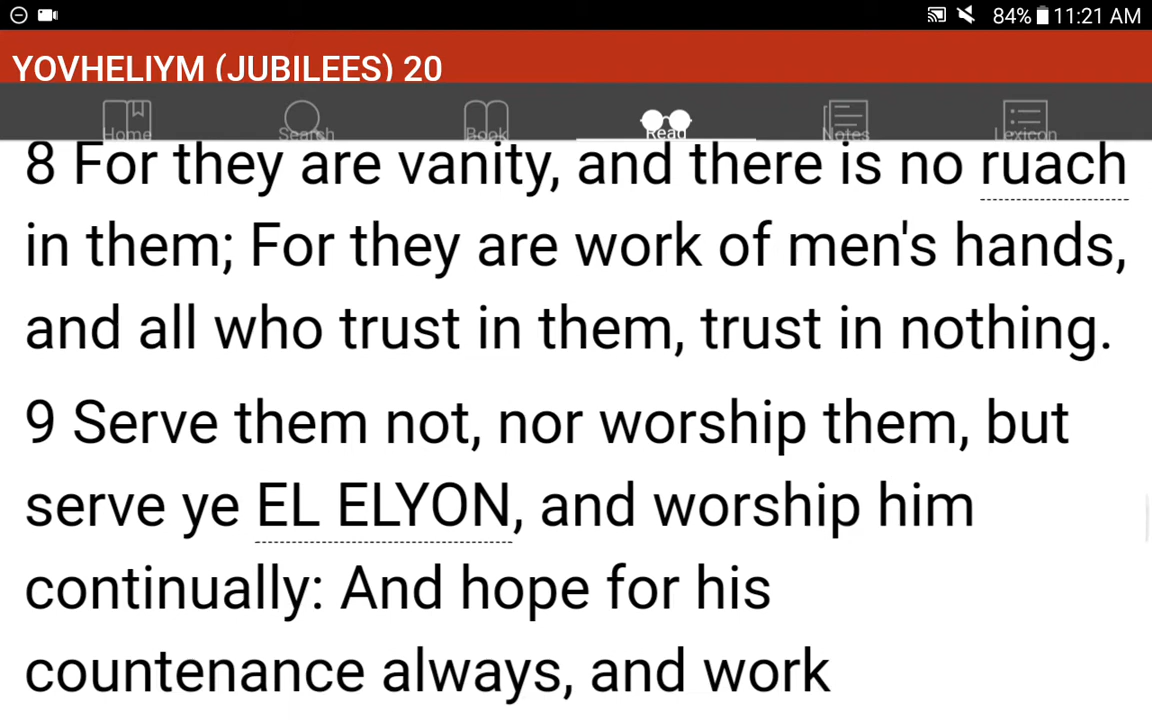 84% 11:21 AM
YOVHELIYM (JUBILEES) 20
Home Search Book Read Notes Lexicon
8 For they are vanity, and there is no ruach
in them; For they are work of men's hands,
and all who trust in them, trust in nothing.
9 Serve them not, nor worship them, but
serve ye EL ELYON, and worship him
continually: And hope for his
countenance always, and work